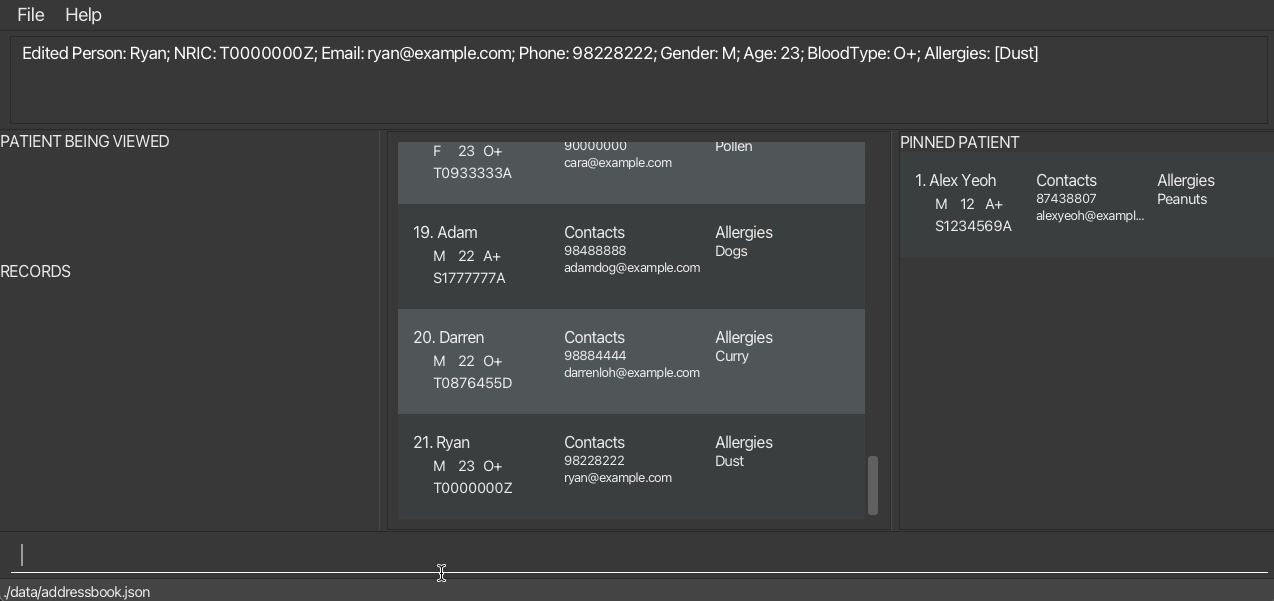 File Help
Edited Person: Ryan; NRIC: T0000000Z; Email: ryan@example.com; Phone: 98228222; Gender: M; Age: 23; BloodType: O+; Allergies: [Dust]
PATIENT BEING VIEWED
RECORDS
F 23 O+
T0933333A
90000000
cara@example.com
Pollen
19. Adam
M 22 A+
S1777777A
Contacts
98488888
adamdog@example.com
Allergies
Dogs
20. Darren
M 22 O+
T0876455D
Contacts
98884444
darrenloh@example.com
Allergies
Curry
21. Ryan
M 23 O+
T0000000Z
Contacts
98228222
ryan@example.com
Allergies
Dust
PINNED PATIENT
1. Alex Yeoh
M 12 A+
S1234569A
Contacts
87438807
alexyeoh@exampl...
Allergies
Peanuts
./data/addressbook.json